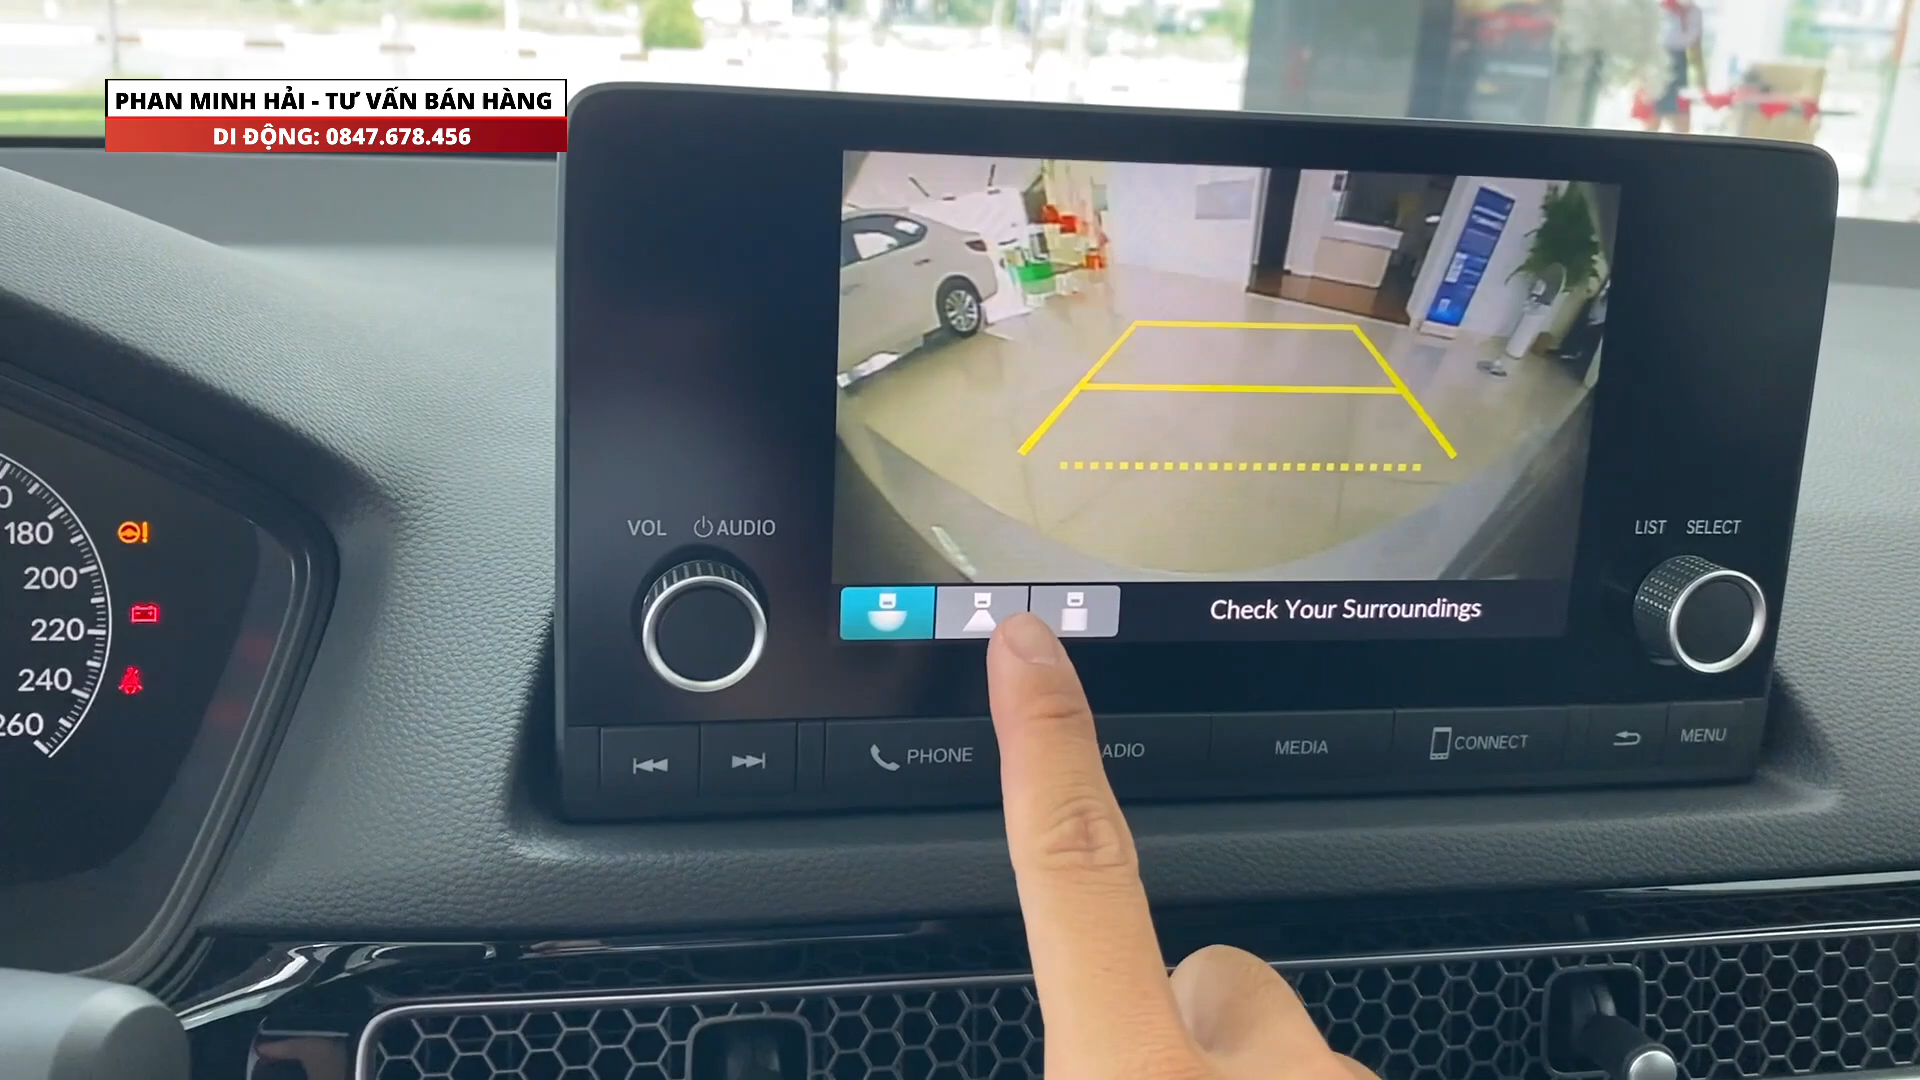 PHAN MINH HẢI - TƯ VẤN BÁN HÀNG
DI ĐỘNG: 0847.678.456
VOL AUDIO
LIST SELECT
180
200
220
240
260
Check Your Surroundings
PHONE
ADIO
MEDIA
CONNECT
MENU